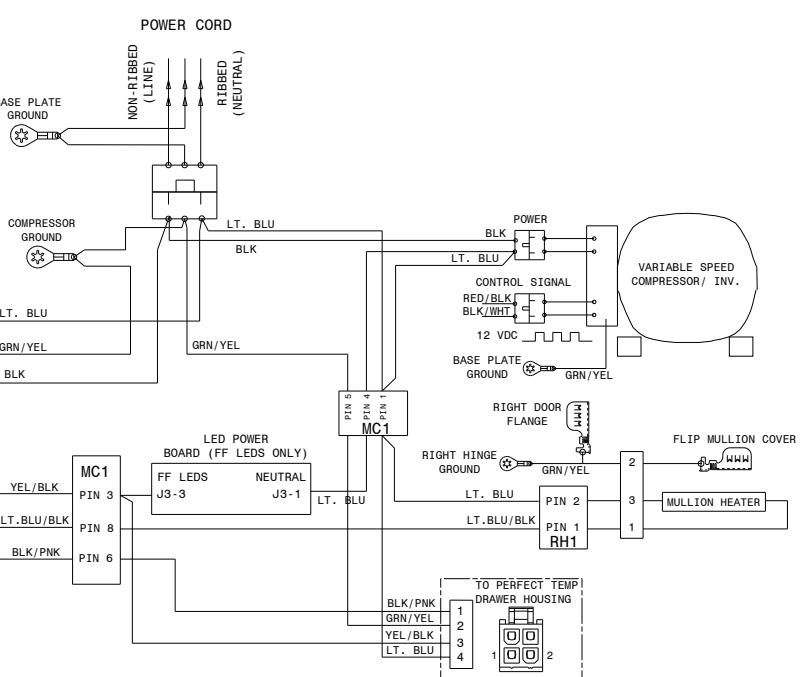 POWER CORD
NON-RIBBED
(LINE)
RIBBED
(NEUTRAL)
ASE PLATE
GROUND
COMPRESSOR
GROUND
LT. BLU
BLK
LT. BLU
GRN/YEL
BLK
GRN/YEL
POWER
BLK
LT. BLU
CONTROL SIGNAL
RED/BLK
BLK/WHT
12 VDC
BASE PLATE
GROUND
GRN/YEL
VARIABLE SPEED
COMPRESSOR/ INV.
PIN 5
PIN 4
PIN 1
MC1
RIGHT DOOR
FLANGE
RIGHT HINGE
GROUND
GRN/YEL
FLIP MULLION COVER
2
3
1
MULLION HEATER
LED POWER
BOARD (FF LEDS ONLY)
FF LEDS
NEUTRAL
J3-3
J3-1
LT. BLU
MC1
PIN 3
PIN 8
PIN 6
YEL/BLK
LT.BLU/BLK
BLK/PNK
LT. BLU
LT.BLU/BLK
PIN 2
PIN 1
RH1
TO PERFECT TEMP
DRAWER HOUSING
BLK/PNK
GRN/YEL
YEL/BLK
LT. BLU
1
2
3
4
1
2